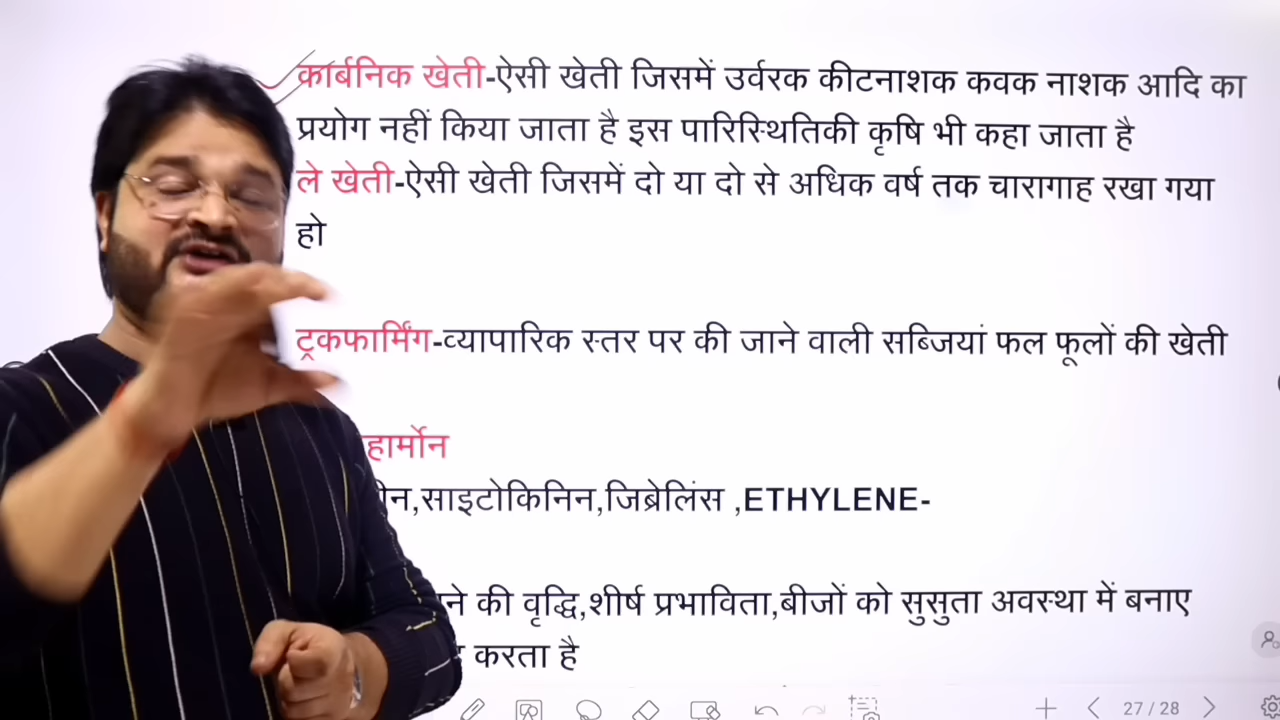 कार्बनिक खेती-ऐसी खेती जिसमें उर्वरक कीटनाशक कवक नाशक आदि का
प्रयोग नहीं किया जाता है इस पारिस्थितिकी कृषि भी कहा जाता है
ले खेती-ऐसी खेती जिसमें दो या दो से अधिक वर्ष तक चारागाह रखा गया
हो
ट्रकफार्मिंग-व्यापारिक स्तर पर की जाने वाली सब्जियां फल फूलों की खेती
हार्मोन
साइटोकिनिन,जिब्रेलिंस ,ETHYLENE-
की वृद्धि,शीर्ष प्रभाविता,बीजों को सुसुता अवस्था में बनाए
करता है
27 / 28